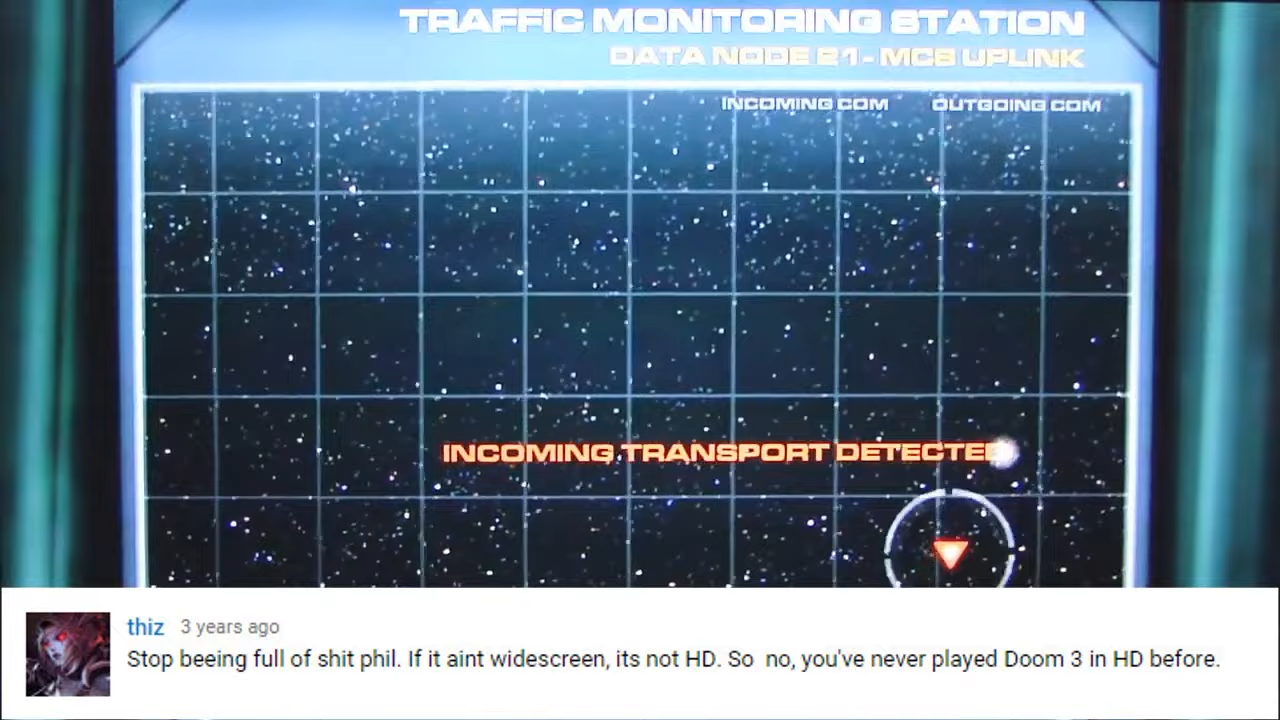 TRAFFIC MONITORING STATION
DATA NODE 21 - MCS UPLINK
INCOMING COM OUTGOING COM
INCOMING TRANSPORT DETECTED
thiz 3 years ago
Stop beeing full of shit phil. If it aint widescreen, its not HD. So no, you've never played Doom 3 in HD before.